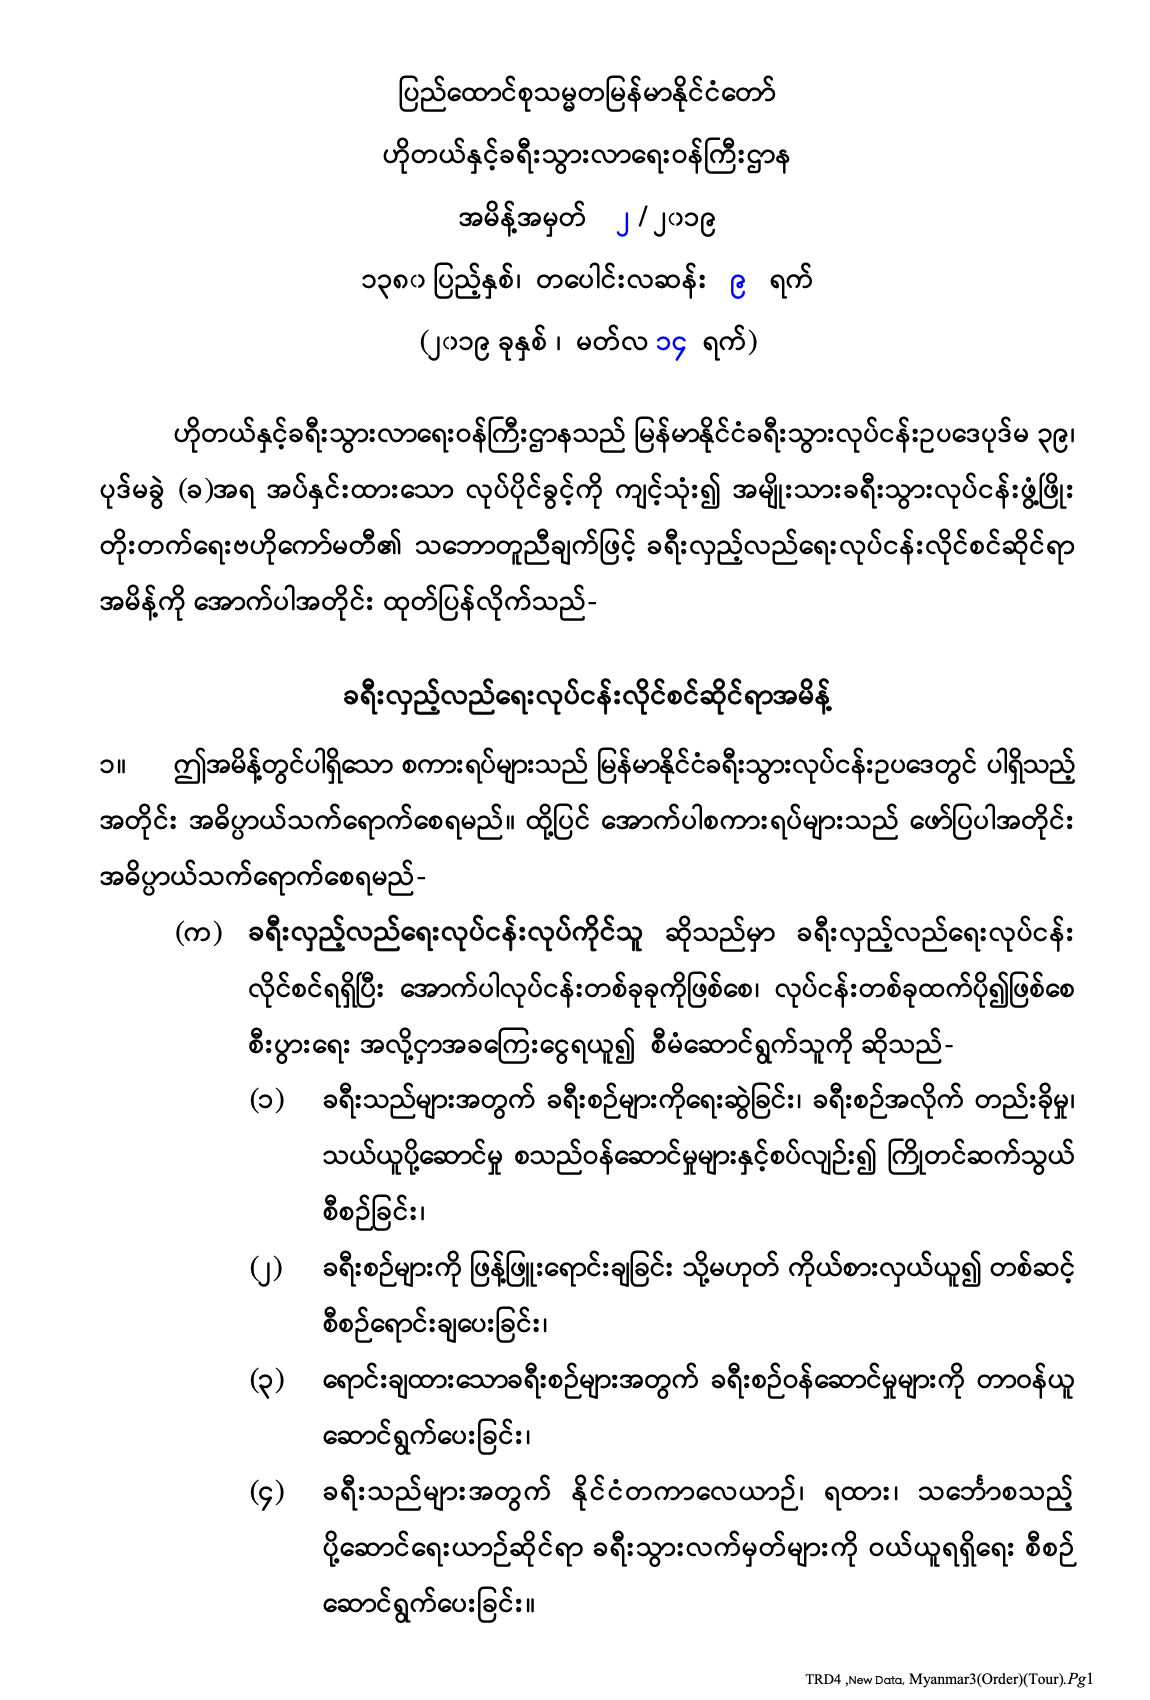 ပြည်ထောင်စုသမ္မတမြန်မာနိုင်ငံတော်
ဟိုတယ်နှင့်ခရီးသွားလာရေးဝန်ကြီးဌာန
အမိန့်အမှတ် ၂ / ၂၀၁၉
၁၃၈၀ ပြည့်နှစ်၊ တပေါင်းလဆန်း ၉ ရက်
(၂၀၁၉ ခုနှစ် ၊ မတ်လ ၁၄ ရက်)
ဟိုတယ်နှင့်ခရီးသွားလာရေးဝန်ကြီးဌာနသည် မြန်မာနိုင်ငံခရီးသွားလုပ်ငန်းဥပဒေပုဒ်မ ၃၉၊
ပုဒ်မခွဲ (ခ)အရ အပ်နှင်းထားသော လုပ်ပိုင်ခွင့်ကို ကျင့်သုံး၍ အမျိုးသားခရီးသွားလုပ်ငန်းဖွံ့ဖြိုး
တိုးတက်ရေးဗဟိုကော်မတီ၏ သဘောတူညီချက်ဖြင့် ခရီးလှည့်လည်ရေးလုပ်ငန်းလိုင်စင်ဆိုင်ရာ
အမိန့်ကို အောက်ပါအတိုင်း ထုတ်ပြန်လိုက်သည်-
ခရီးလှည့်လည်ရေးလုပ်ငန်းလိုင်စင်ဆိုင်ရာအမိန့်
၁။ ဤအမိန့်တွင်ပါရှိသော စကားရပ်များသည် မြန်မာနိုင်ငံခရီးသွားလုပ်ငန်းဥပဒေတွင် ပါရှိသည့်
အတိုင်း အဓိပ္ပာယ်သက်ရောက်စေရမည်။ ထို့ပြင် အောက်ပါစကားရပ်များသည် ဖော်ပြပါအတိုင်း
အဓိပ္ပာယ်သက်ရောက်စေရမည်-
(က) ခရီးလှည့်လည်ရေးလုပ်ငန်းလုပ်ကိုင်သူ ဆိုသည်မှာ ခရီးလှည့်လည်ရေးလုပ်ငန်း
လိုင်စင်ရရှိပြီး အောက်ပါလုပ်ငန်းတစ်ခုခုကိုဖြစ်စေ၊ လုပ်ငန်းတစ်ခုထက်ပို၍ဖြစ်စေ
စီးပွားရေး အလို့ငှာအခကြေးငွေရယူ၍ စီမံဆောင်ရွက်သူကို ဆိုသည်-
(၁) ခရီးသည်များအတွက် ခရီးစဉ်များကိုရေးဆွဲခြင်း၊ ခရီးစဉ်အလိုက် တည်းခိုမှု၊
သယ်ယူပို့ဆောင်မှု စသည်ဝန်ဆောင်မှုများနှင့်စပ်လျဉ်း၍ ကြိုတင်ဆက်သွယ်
စီစဉ်ခြင်း၊
(၂) ခရီးစဉ်များကို ဖြန့်ဖြူးရောင်းချခြင်း သို့မဟုတ် ကိုယ်စားလှယ်ယူ၍ တစ်ဆင့်
စီစဉ်ရောင်းချပေးခြင်း၊
(၃) ရောင်းချထားသောခရီးစဉ်များအတွက် ခရီးစဉ်ဝန်ဆောင်မှုများကို တာဝန်ယူ
ဆောင်ရွက်ပေးခြင်း၊
(၄) ခရီးသည်များအတွက် နိုင်ငံတကာလေယာဉ်၊ ရထား၊ သင်္ဘောစသည့်
ပို့ဆောင်ရေးယာဉ်ဆိုင်ရာ ခရီးသွားလက်မှတ်များကို ဝယ်ယူရရှိရေး စီစဉ်
ဆောင်ရွက်ပေးခြင်း။
TRD4 ,New Data, Myanmar3(Order)(Tour).Pg1